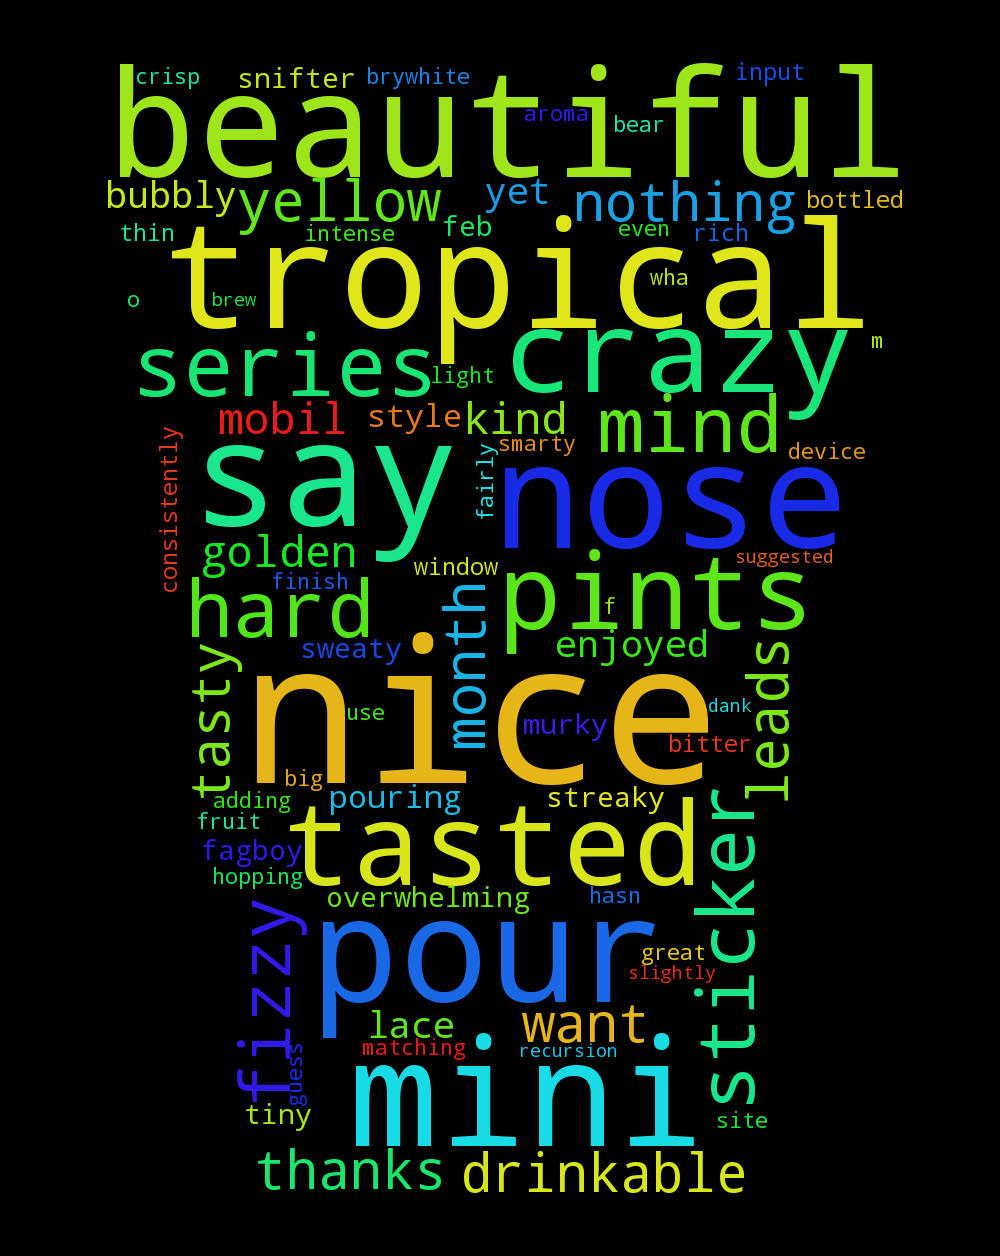 crisp snifter brywhite input
beautiful
aroma bear
bubbly yellow yet nothing bottled
thin intense feb even rich
tropical
wha
o brew
series light crazy m
mobil style kind mind
consistently say fairly smarty nose device
golden window suggested
finish
hard month pints f
sweaty enjoyed
tasty nice leads
use murky dank
bitter
big
adding pouring streaky
fruit tasted sticker
fagboy
hopping
overwhelming hasn
fizzy pour great
slightly
lace want
matching recursion
guess mini
tiny site
thanks drinkable